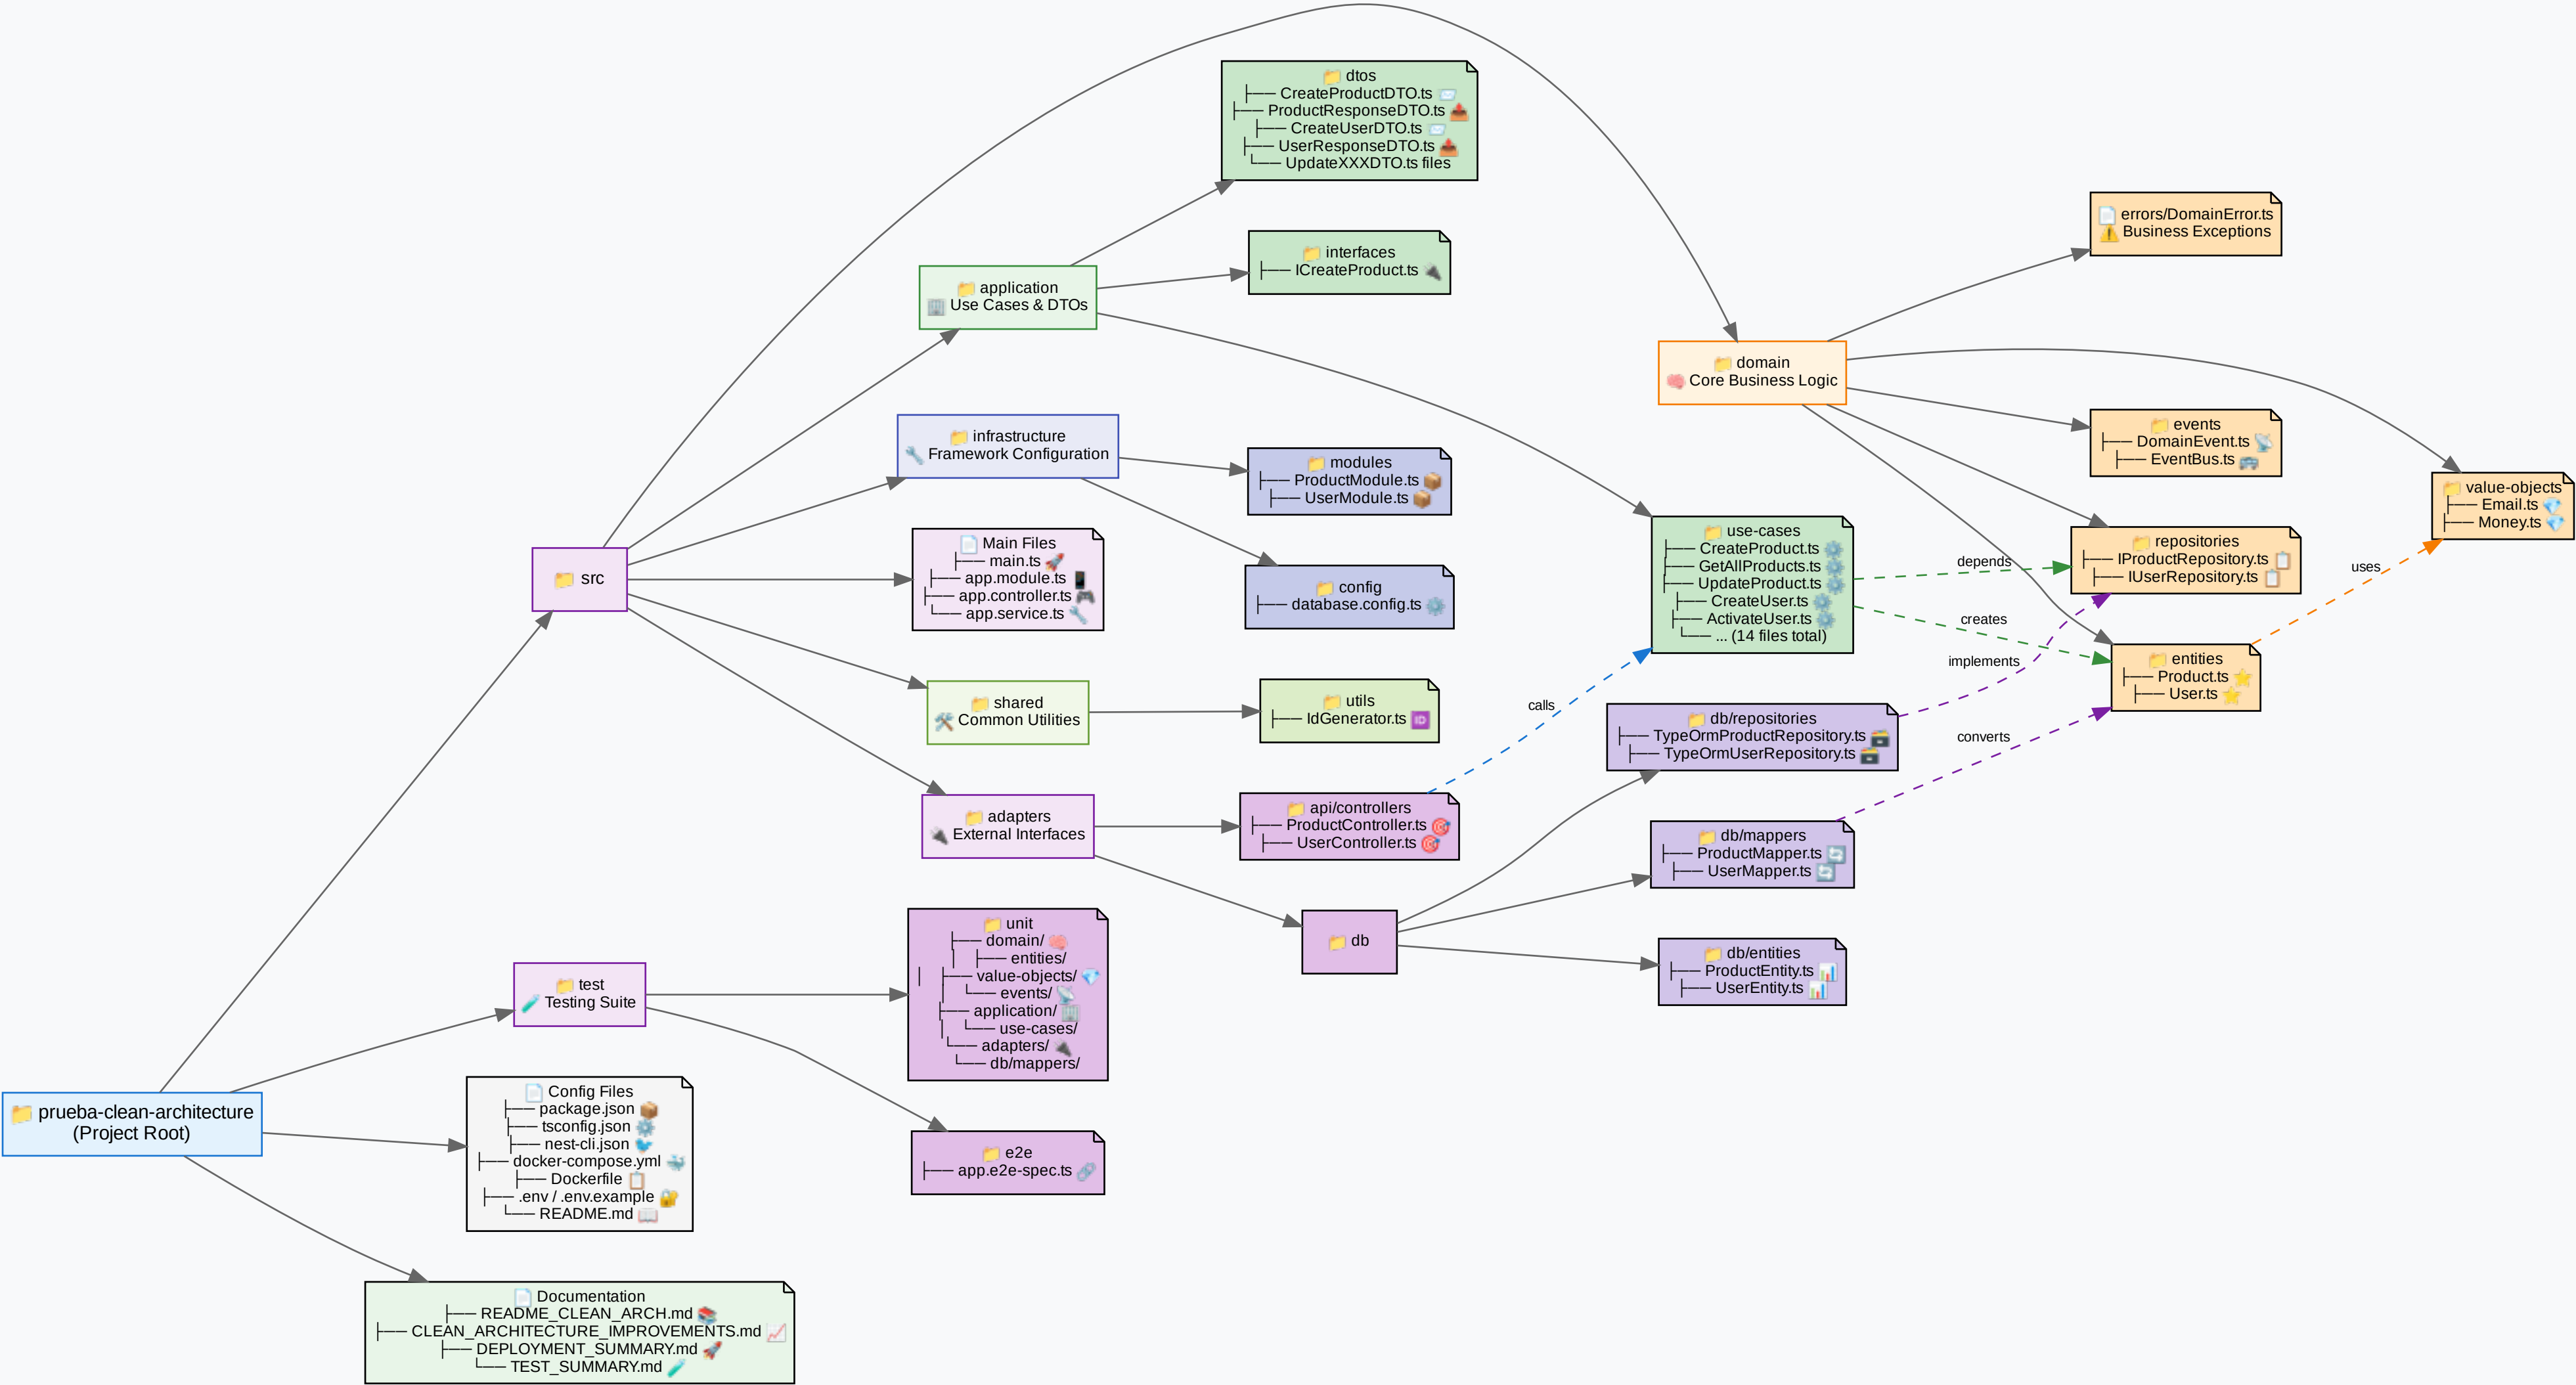 📁 dtos
├── CreateProductDTO.ts 📨
├── ProductResponseDTO.ts 📤
├── CreateUserDTO.ts 📨
├── UserResponseDTO.ts 📤
└── UpdateXXXDTO.ts files
📄 errors/DomainError.ts
⚠️ Business Exceptions
📁 interfaces
├── ICreateProduct.ts 🔌
📁 application
🏢 Use Cases & DTOs
📁 domain
🧠 Core Business Logic
📁 infrastructure
🔧 Framework Configuration
📁 modules
├── ProductModule.ts 📦
├── UserModule.ts 📦
📁 events
├── DomainEvent.ts 📡
├── EventBus.ts 🚌
📁 value-objects
├── Email.ts 💎
├── Money.ts 💎
📁 src
📄 Main Files
├── main.ts 🚀
├── app.module.ts 📱
├── app.controller.ts 🎮
└── app.service.ts 🔧
📁 config
├── database.config.ts ⚙️
📁 use-cases
├── CreateProduct.ts ⚙️
├── GetAllProducts.ts ⚙️
├── UpdateProduct.ts ⚙️
├── CreateUser.ts ⚙️
├── ActivateUser.ts ⚙️
└── ... (14 files total)
depends
📁 repositories
├── IProductRepository.ts 📋
├── IUserRepository.ts 📋
uses
creates
implements
📁 entities
├── Product.ts ⭐
├── User.ts ⭐
📁 shared
🛠️ Common Utilities
📁 utils
├── IdGenerator.ts 🆔
calls
📁 db/repositories
├── TypeOrmProductRepository.ts 🗃️
├── TypeOrmUserRepository.ts 🗃️
converts
📁 adapters
🔌 External Interfaces
📁 api/controllers
├── ProductController.ts 🎯
├── UserController.ts 🎯
📁 db/mappers
├── ProductMapper.ts 🔄
├── UserMapper.ts 🔄
📁 db
📁 db/entities
├── ProductEntity.ts 📊
├── UserEntity.ts 📊
📁 test
🧪 Testing Suite
📁 unit
├── domain/ 🧠
│   ├── entities/
│   ├── value-objects/ 💎
│   └── events/ 📡
├── application/ 🏢
│   └── use-cases/
└── adapters/ 🔌
└── db/mappers/
📁 prueba-clean-architecture
(Project Root)
📄 Config Files
├── package.json 📦
├── tsconfig.json ⚙️
├── nest-cli.json 🐦
├── docker-compose.yml 🐳
├── Dockerfile 📋
├── .env / .env.example 🔐
└── README.md 📖
📁 e2e
├── app.e2e-spec.ts 🔗
📄 Documentation
├── README_CLEAN_ARCH.md 📚
├── CLEAN_ARCHITECTURE_IMPROVEMENTS.md 📈
├── DEPLOYMENT_SUMMARY.md 🚀
└── TEST_SUMMARY.md 🧪